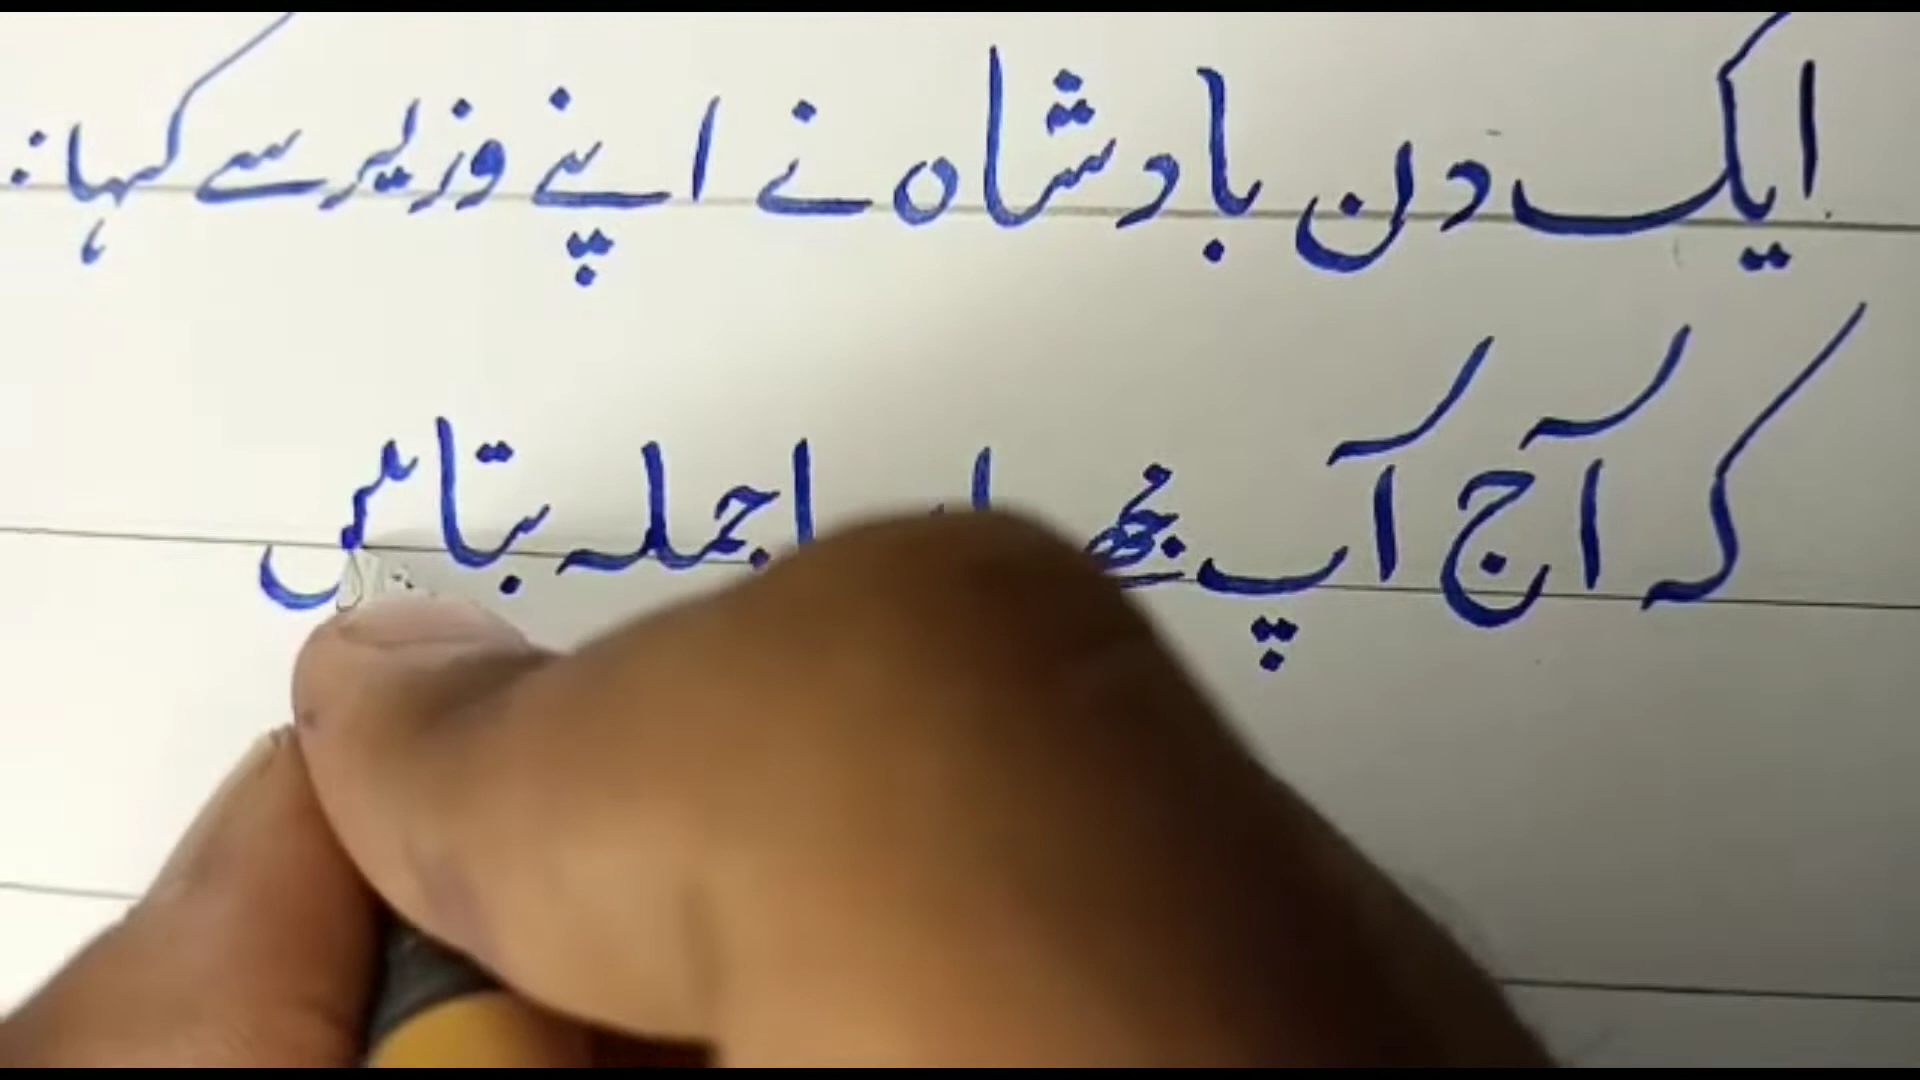 ایک دن بادشاہ نے اپنے وزیر سے کہا:
کہ آج آپ مجھے جملہ بتائیں